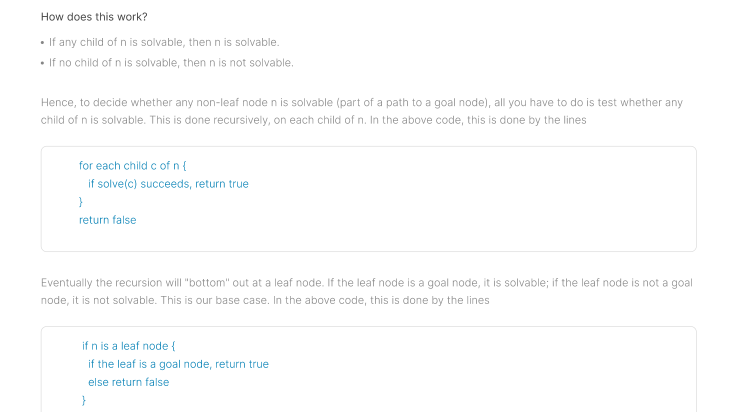 How does this work?
• If any child of n is solvable, then n is solvable.
• If no child of n is solvable, then n is not solvable.
Hence, to decide whether any non-leaf node n is solvable (part of a path to a goal node), all you have to do is test whether any
child of n is solvable. This is done recursively, on each child of n. In the above code, this is done by the lines
for each child c of n {
if solve(c) succeeds, return true
}
return false
Eventually the recursion will "bottom" out at a leaf node. If the leaf node is a goal node, it is solvable; if the leaf node is not a goal
node, it is not solvable. This is our base case. In the above code, this is done by the lines
if n is a leaf node {
if the leaf is a goal node, return true
else return false
}